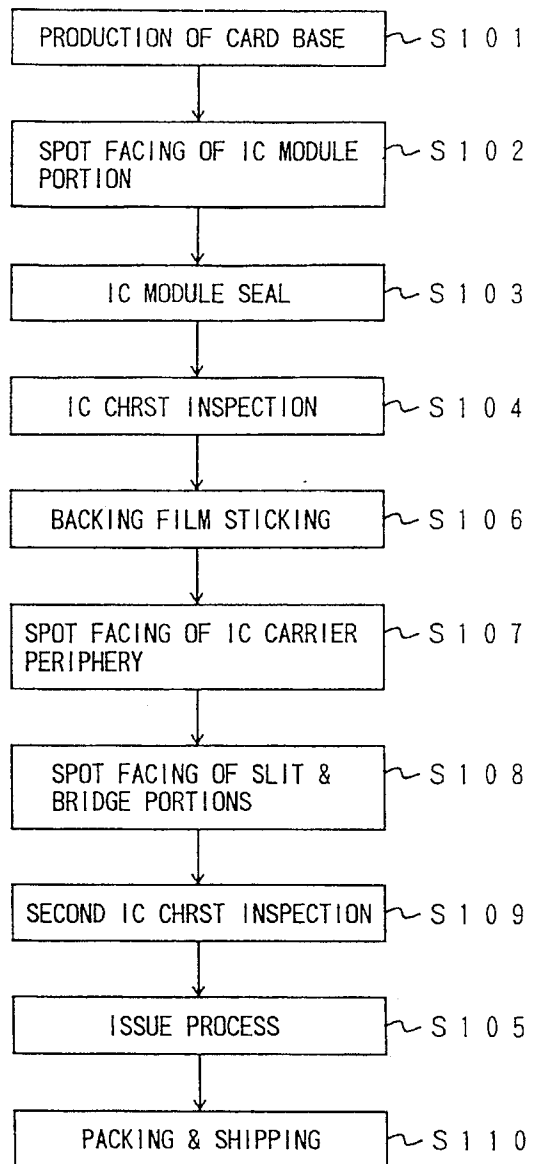 PRODUCTION OF CARD BASE S101
SPOT FACING OF IC MODULE S102
PORTION
IC MODULE SEAL S103
IC CHRST INSPECTION S104
BACKING FILM STICKING S106
SPOT FACING OF IC CARRIER S107
PERIPHERY
SPOT FACING OF SLIT & S108
BRIDGE PORTIONS
SECOND IC CHRST INSPECTION S109
ISSUE PROCESS S105
PACKING & SHIPPING S110